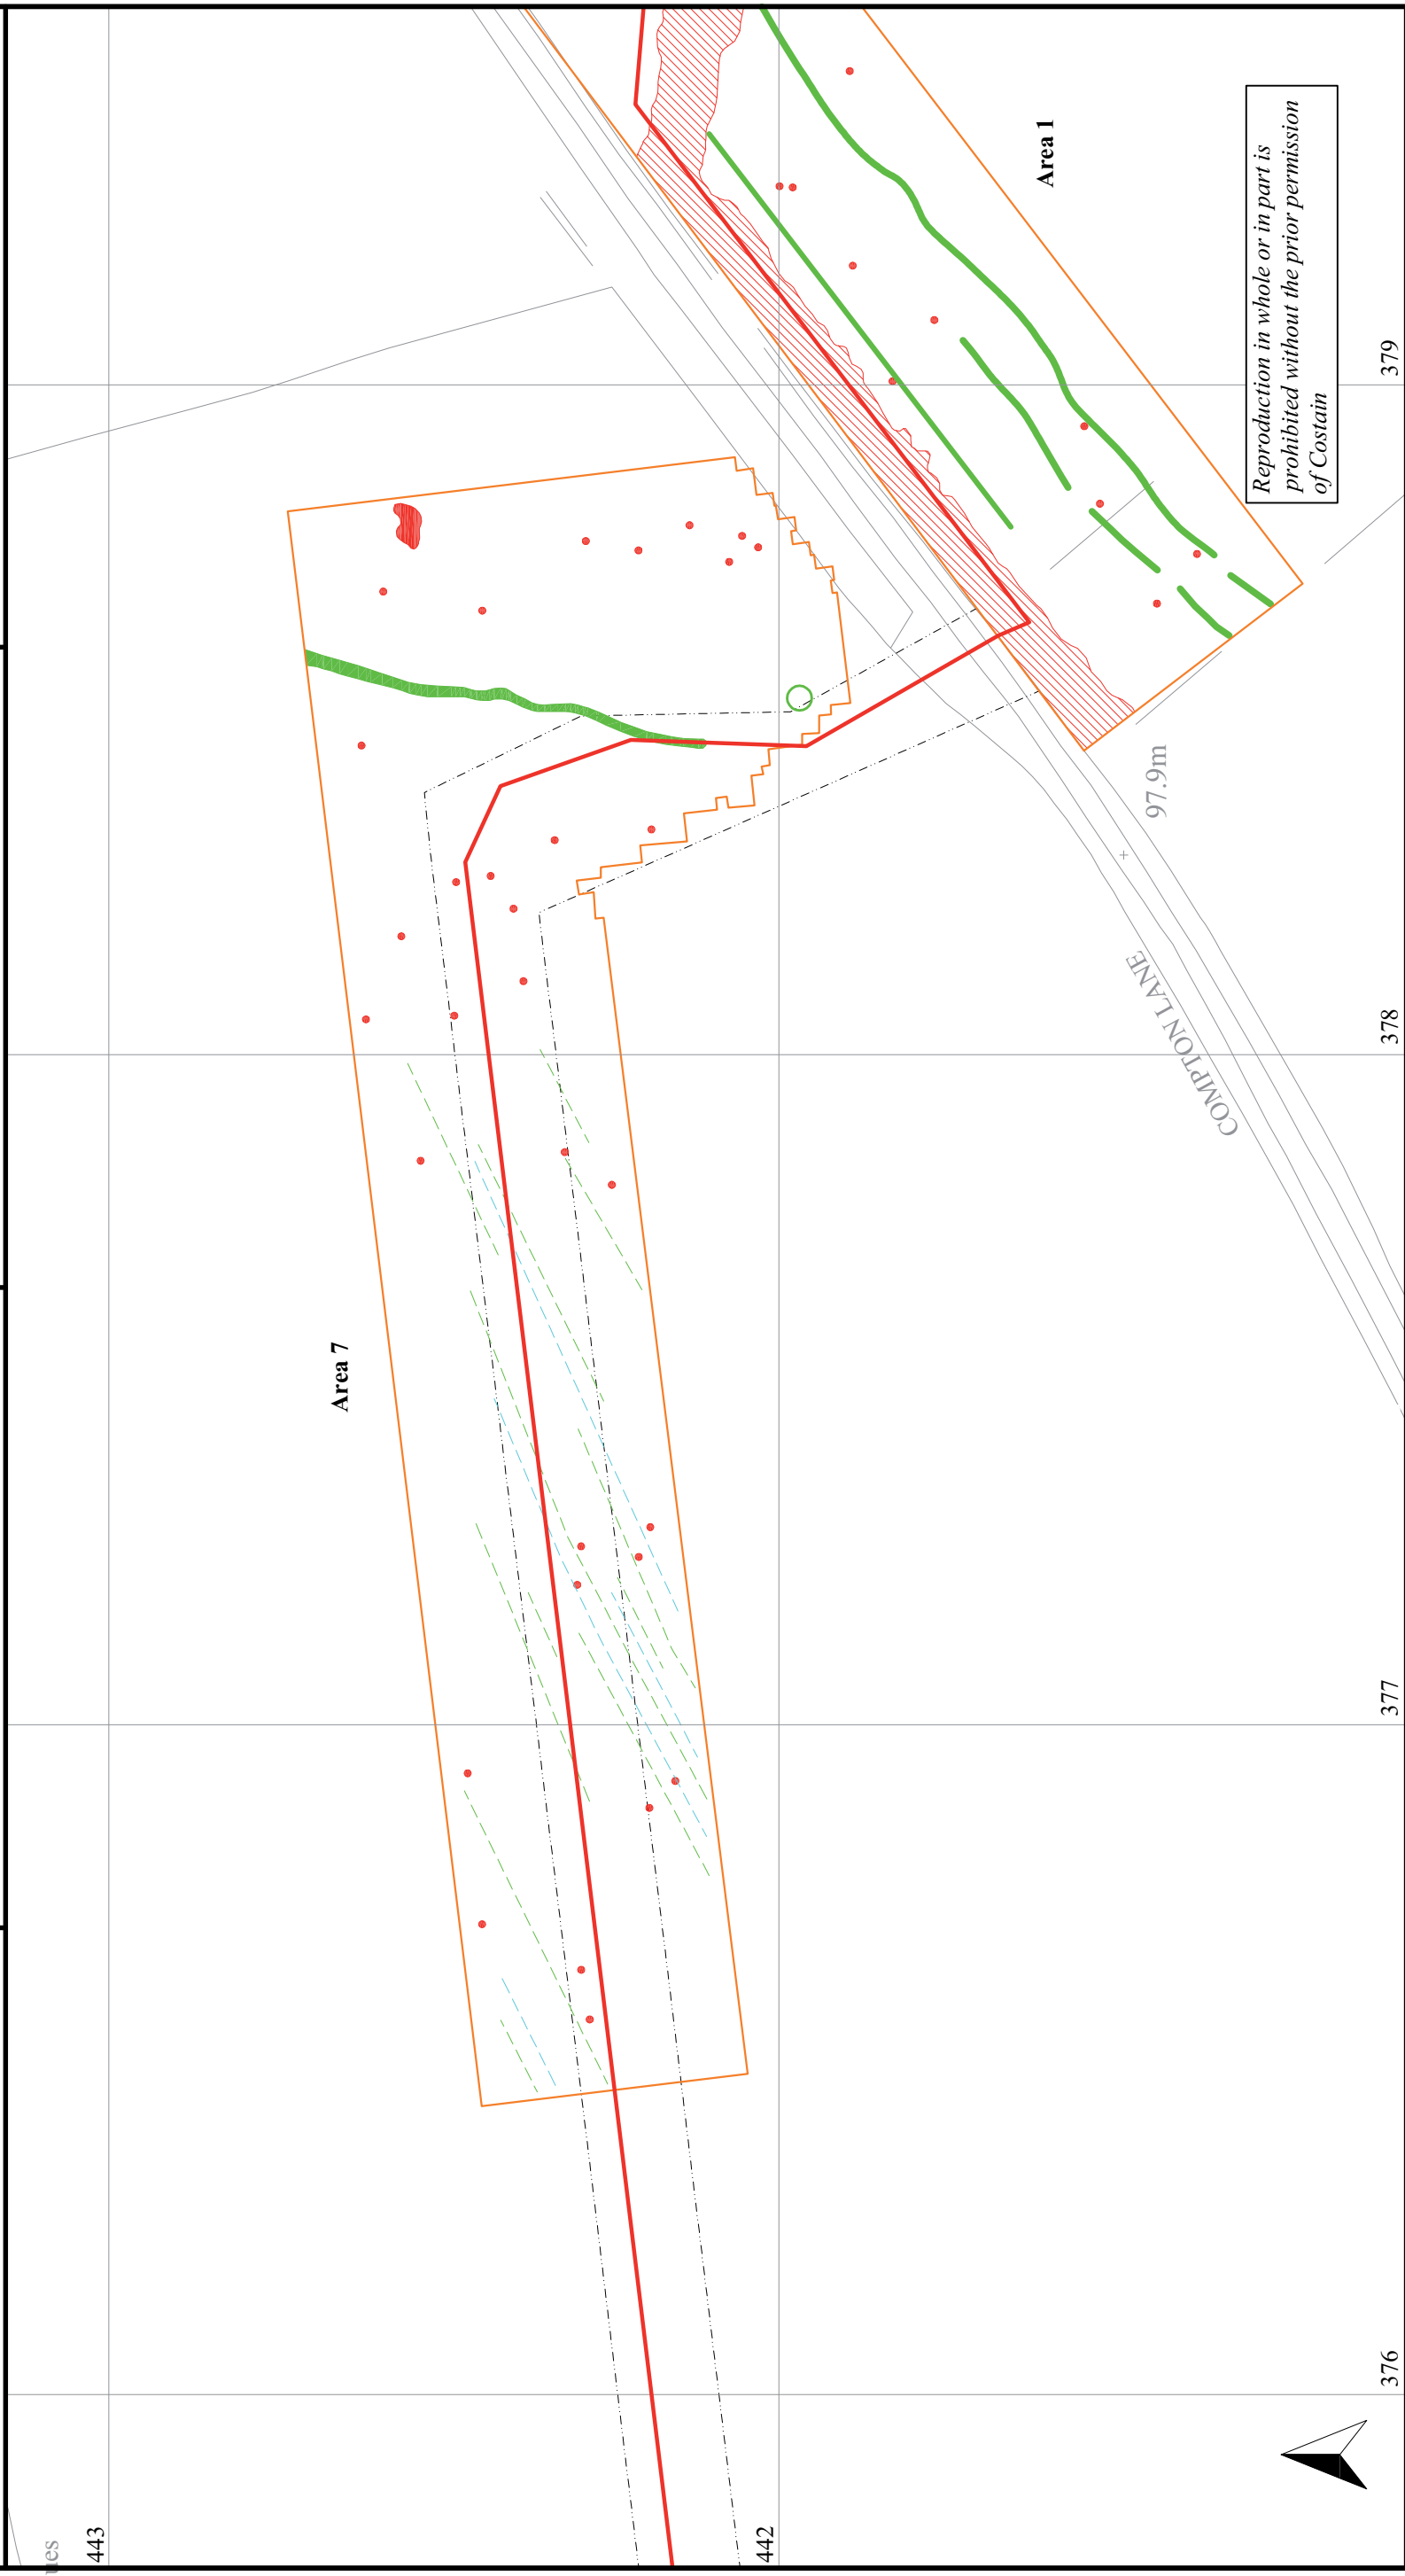 Area 1
Reproduction in whole or in part is
prohibited without the prior permission
of Costain
379
97.9m
COMPTON LANE
378
Area 7
377
376
443
442
ues